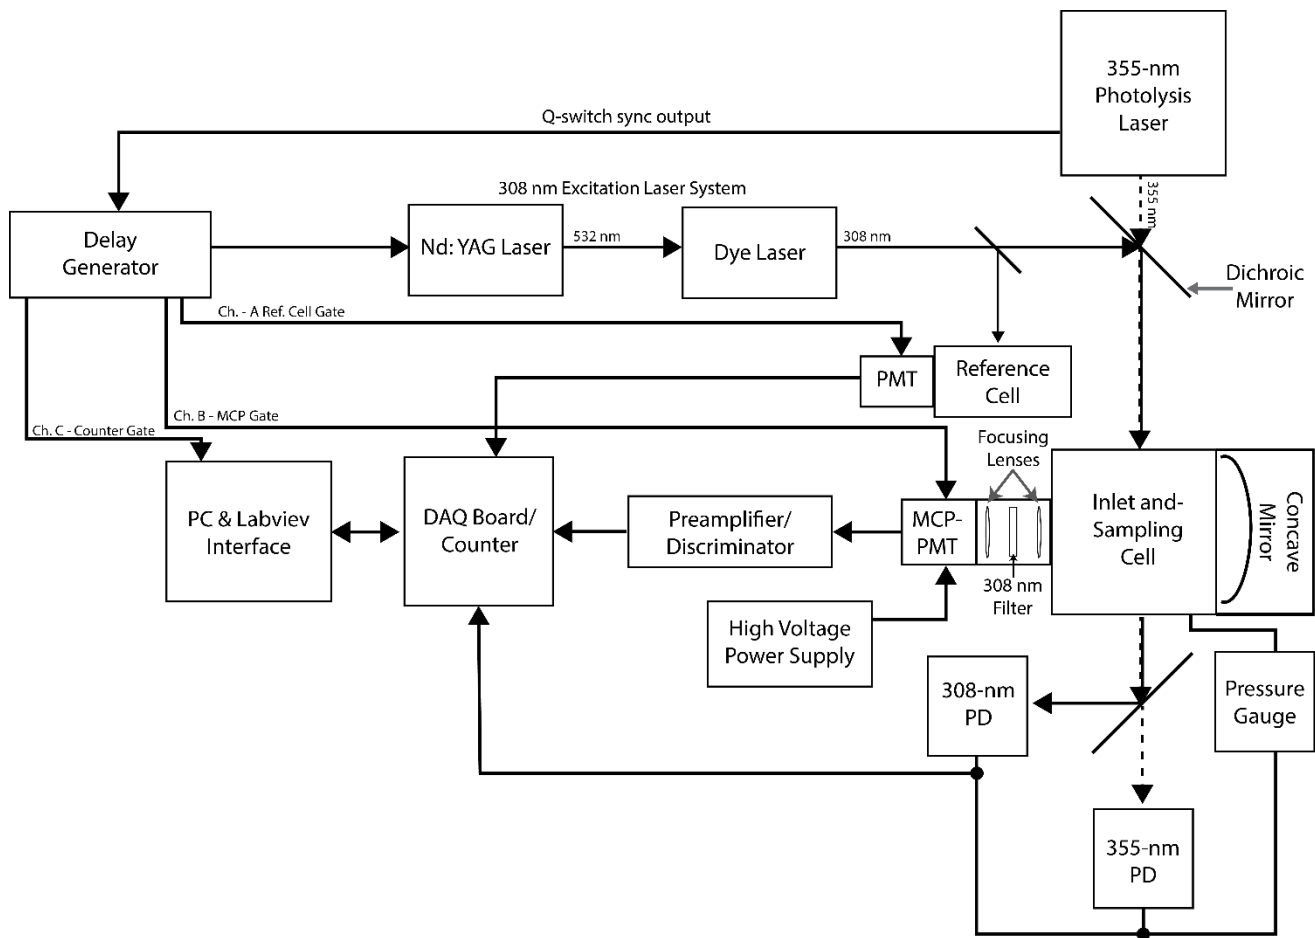 355-nm
Photolysis
Laser
Q-switch sync output
355 nm
308 nm Excitation Laser System
Delay
Generator
Nd: YAG Laser
532 nm
Dye Laser
308 nm
Dichroic
Mirror
Ch. - A Ref. Cell Gate
PMT
Reference
Cell
Ch. B - MCP Gate
Ch. C - Counter Gate
Focusing
Lenses
PC & Labviev
Interface
DAQ Board/
Counter
Preamplifier/
Discriminator
MCP-
PMT
308 nm
Filter
Inlet and-
Sampling
Cell
Concave
Mirror
High Voltage
Power Supply
308-nm
PD
Pressure
Gauge
355-nm
PD